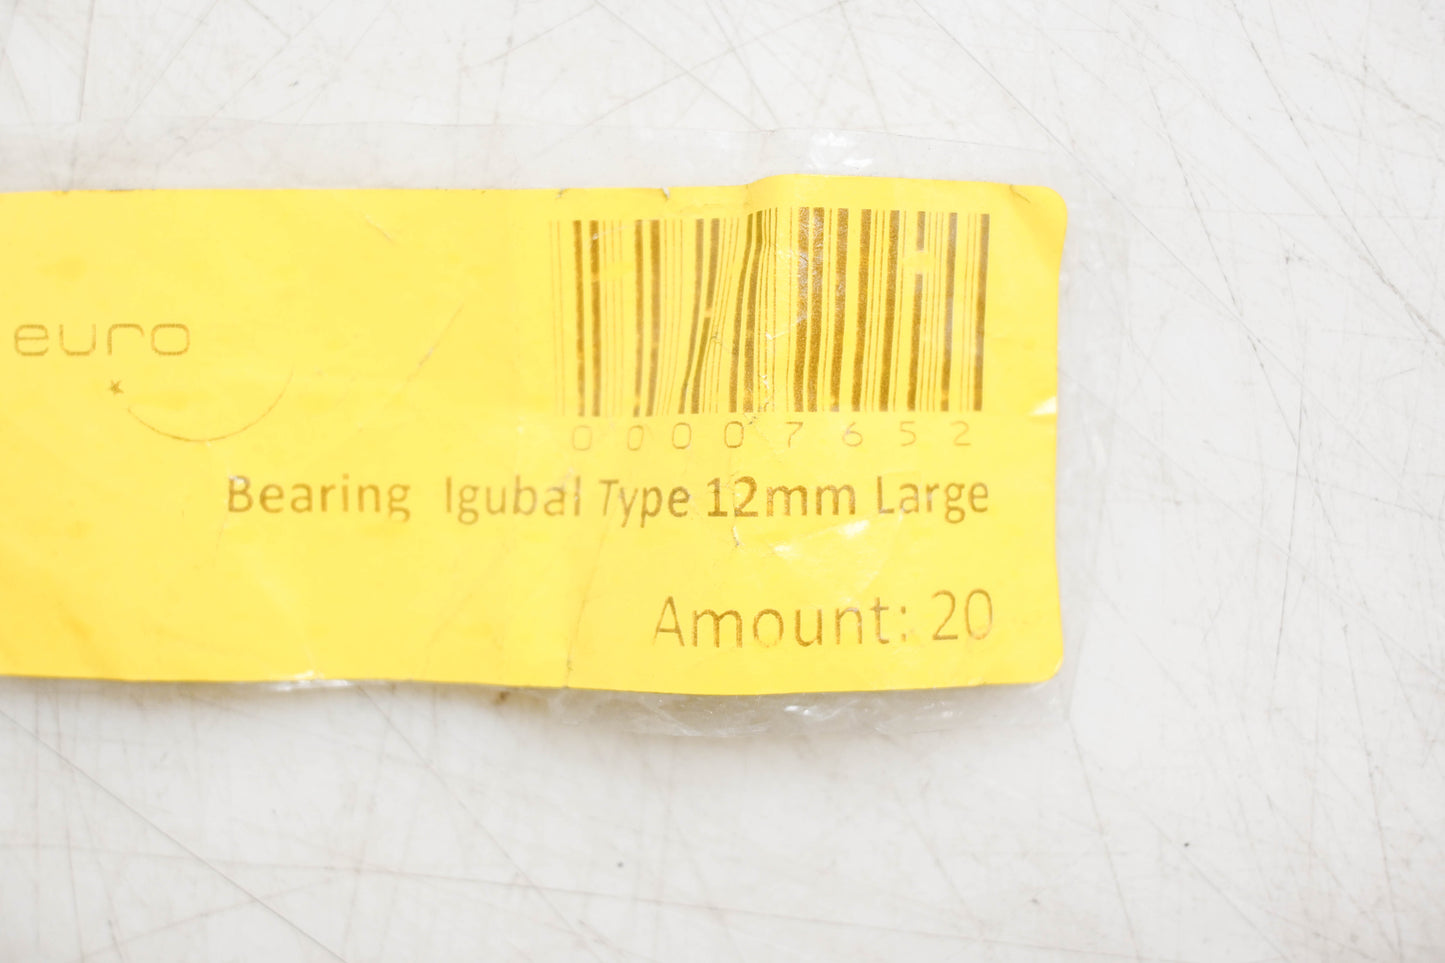 euro
00007652
Bearing Igubal Type 12mm Large
Amount: 20